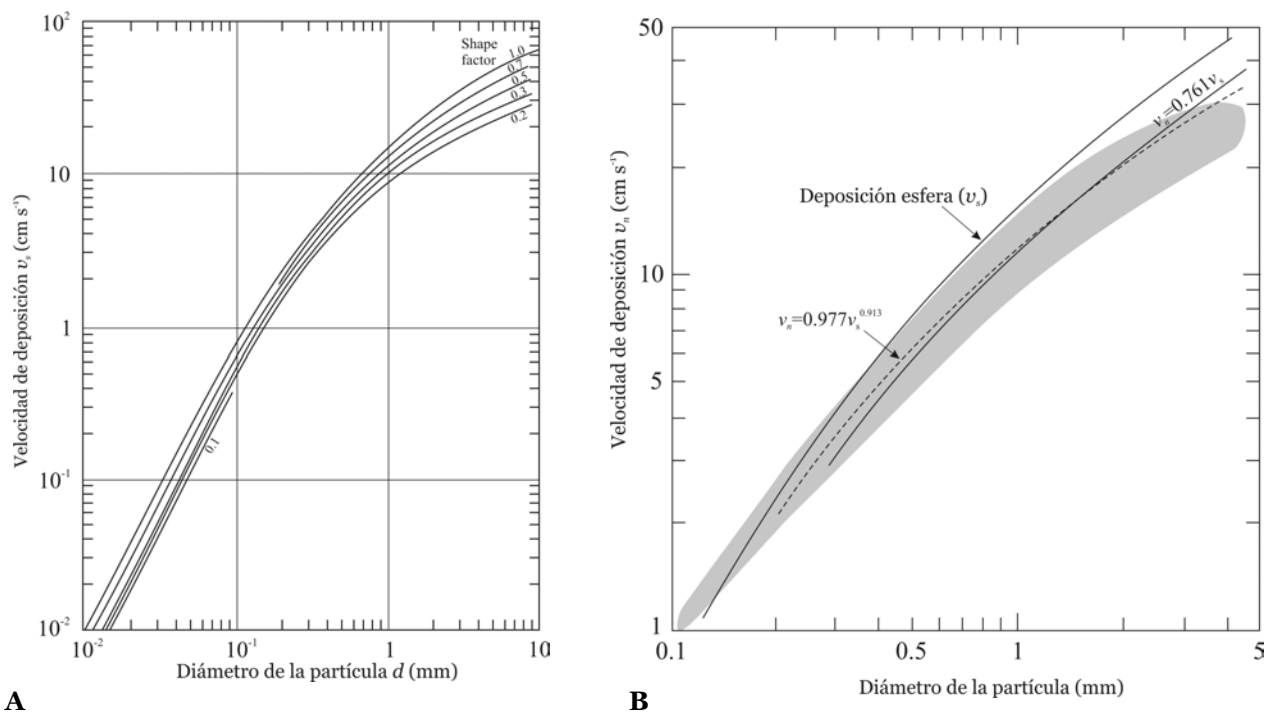 10²
10
1
10⁻¹
10⁻²
10⁻²
10⁻¹
1
10
Velocidad de deposición vₛ (cm s⁻¹)
Diámetro de la partícula d (mm)
Shape
factor
1.0
0.7
0.5
0.3
0.2
0.1
A
50
10
5
1
0.1
0.5
1
5
Velocidad de deposición vₙ (cm s⁻¹)
Diámetro de la partícula (mm)
vₙ=0.761vₛ
Deposición esfera (vₛ)
vₙ=0.977vₛ⁰·⁹¹³
B